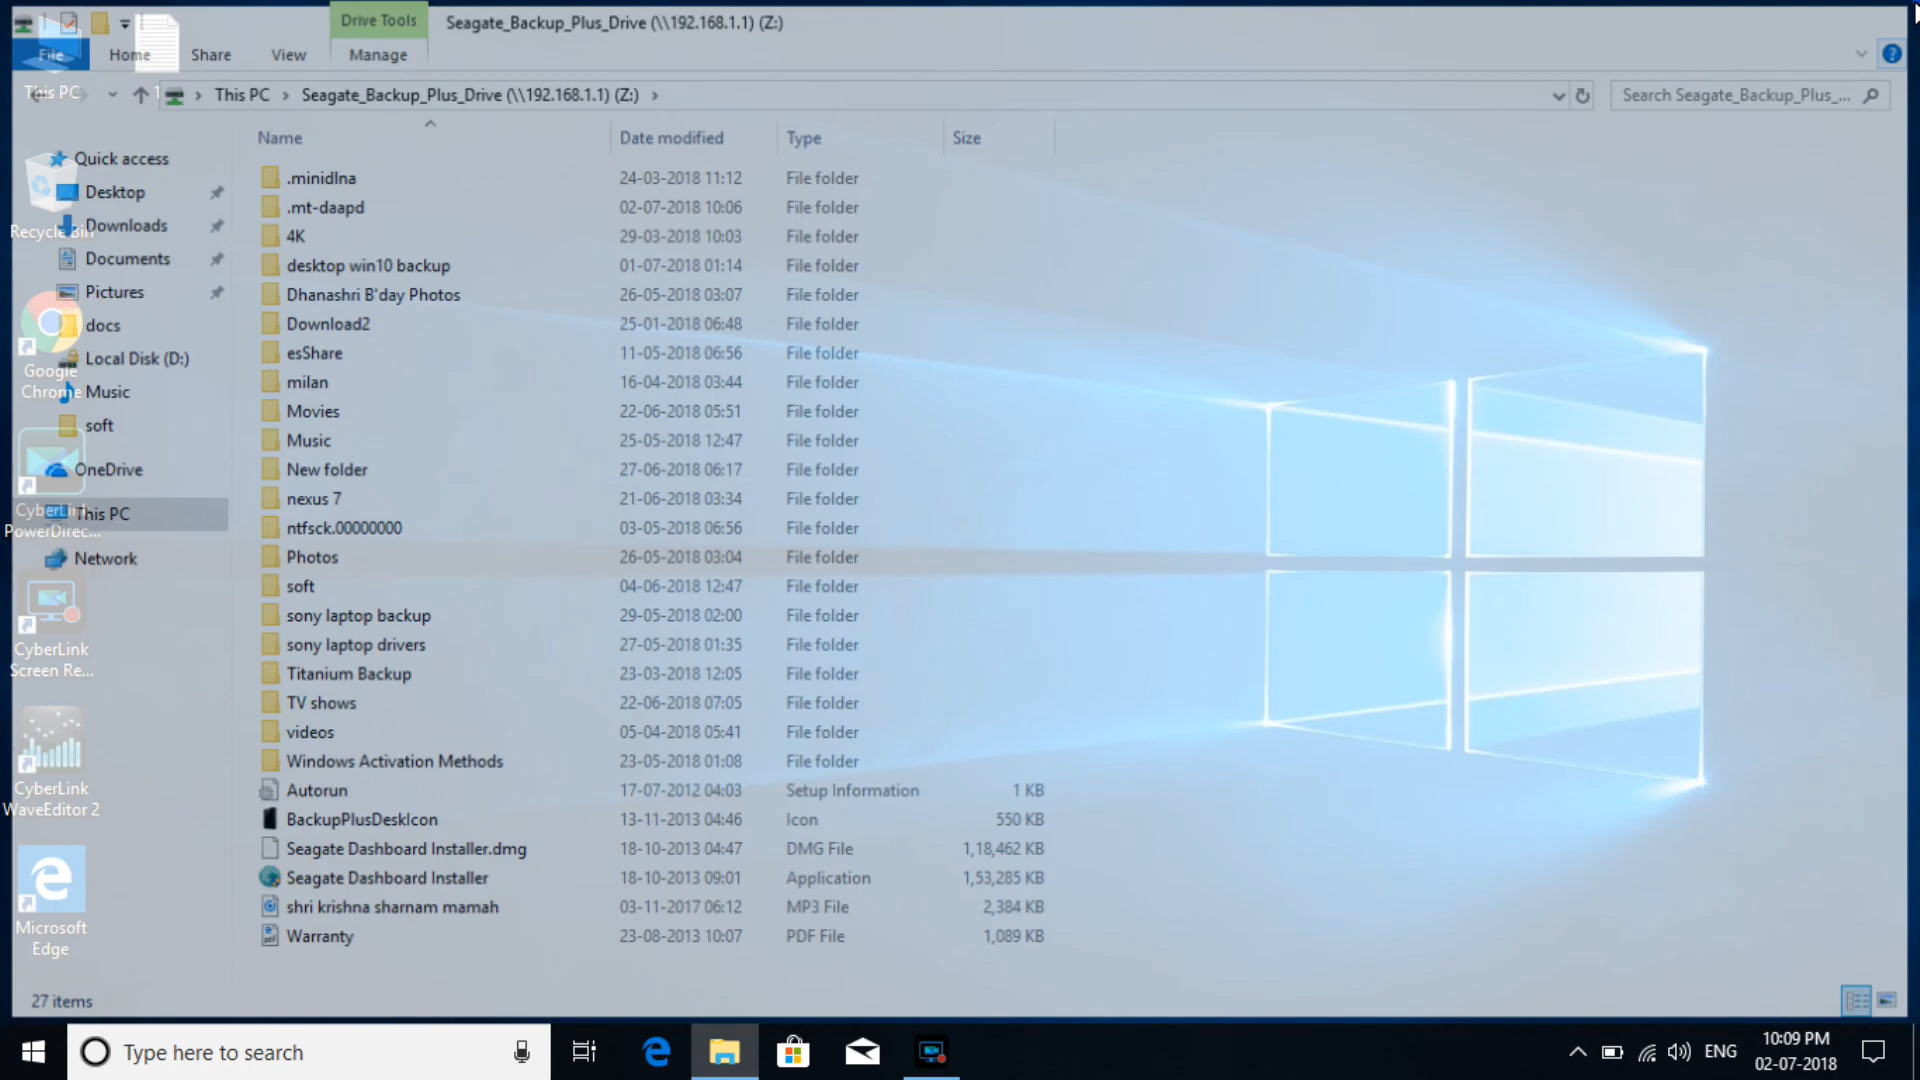 Drive Tools
Seagate_Backup_Plus_Drive (\\192.168.1.1) (Z:)
File
Home
Share
View
Manage
This PC
This PC
Seagate_Backup_Plus_Drive (\\192.168.1.1) (Z:)
Search Seagate_Backup_Plus_...
Name
Date modified
Type
Size
Quick access
Desktop
Downloads
Documents
Pictures
docs
Local Disk (D:)
Music
soft
OneDrive
This PC
Network
Recycle Bin
Google
Chrome
CyberLink
PowerDirec...
CyberLink
Screen Re...
CyberLink
WaveEditor 2
Microsoft
Edge
.minidlna 24-03-2018 11:12 File folder
.mt-daapd 02-07-2018 10:06 File folder
4K 29-03-2018 10:03 File folder
desktop win10 backup 01-07-2018 01:14 File folder
Dhanashri B'day Photos 26-05-2018 03:07 File folder
Download2 25-01-2018 06:48 File folder
esShare 11-05-2018 06:56 File folder
milan 16-04-2018 03:44 File folder
Movies 22-06-2018 05:51 File folder
Music 25-05-2018 12:47 File folder
New folder 27-06-2018 06:17 File folder
nexus 7 21-06-2018 03:34 File folder
ntfsck.00000000 03-05-2018 06:56 File folder
Photos 26-05-2018 03:04 File folder
soft 04-06-2018 12:47 File folder
sony laptop backup 29-05-2018 02:00 File folder
sony laptop drivers 27-05-2018 01:35 File folder
Titanium Backup 23-03-2018 12:05 File folder
TV shows 22-06-2018 07:05 File folder
videos 05-04-2018 05:41 File folder
Windows Activation Methods 23-05-2018 01:08 File folder
Autorun 17-07-2012 04:03 Setup Information 1 KB
BackupPlusDeskIcon 13-11-2013 04:46 Icon 550 KB
Seagate Dashboard Installer.dmg 18-10-2013 04:47 DMG File 1,18,462 KB
Seagate Dashboard Installer 18-10-2013 09:01 Application 1,53,285 KB
shri krishna sharnam mamah 03-11-2017 06:12 MP3 File 2,384 KB
Warranty 23-08-2013 10:07 PDF File 1,089 KB
27 items
Type here to search
ENG
10:09 PM
02-07-2018